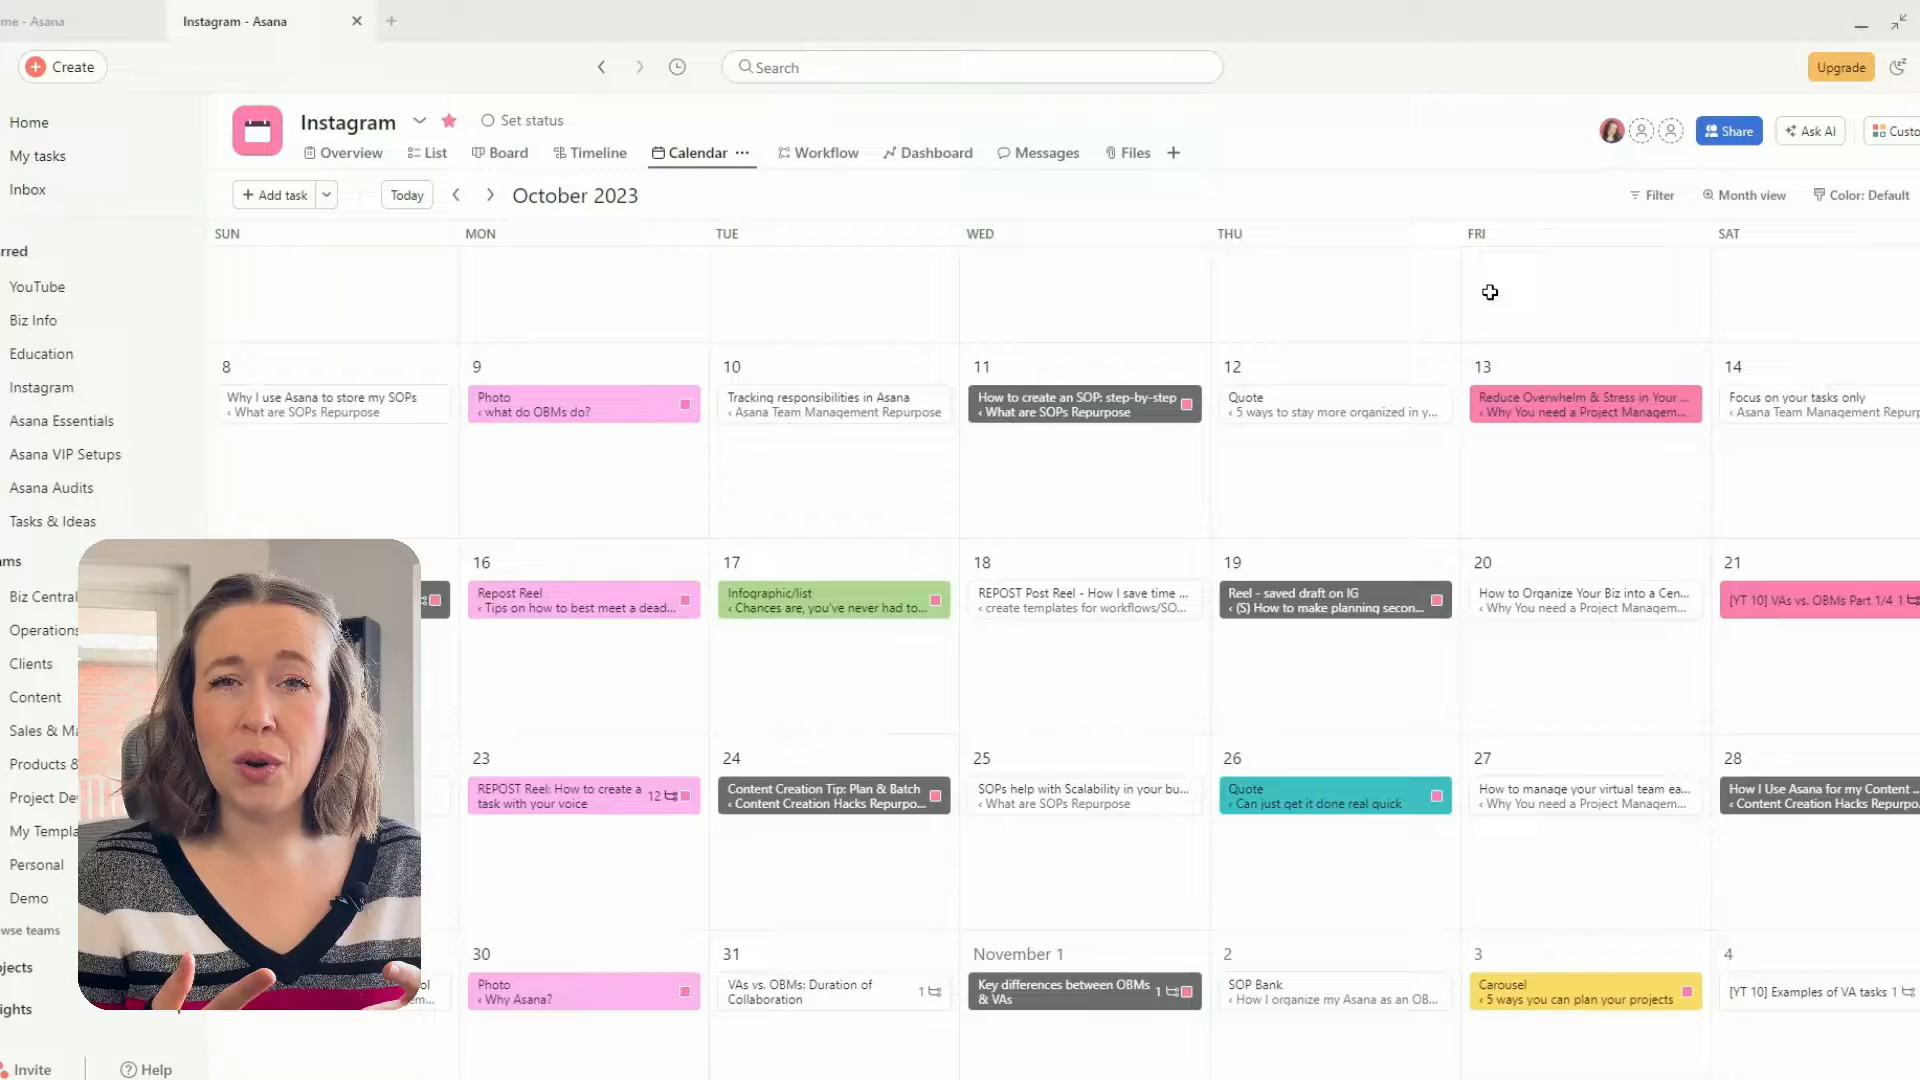 me - Asana
Instagram - Asana
Create
Search
Upgrade
Home
My tasks
Inbox
rred
YouTube
Biz Info
Education
Instagram
Asana Essentials
Asana VIP Setups
Asana Audits
Tasks & Ideas
ms
Biz Central
Operations
Clients
Content
Sales & Ma
Products &
Project De
My Templa
Personal
Demo
wse teams
jects
ights
Invite
Help
Instagram
Set status
Share
Ask AI
Custo
Overview
List
Board
Timeline
Calendar
Workflow
Dashboard
Messages
Files
+ Add task
Today
October 2023
Filter
Month view
Color: Default
SUN MON TUE WED THU FRI SAT
8 9 10 11 12 13 14
Why I use Asana to store my SOPs
‹ What are SOPs Repurpose
Photo
‹ what do OBMs do?
Tracking responsibilities in Asana
‹ Asana Team Management Repurpose
How to create an SOP: step-by-step
‹ What are SOPs Repurpose
Quote
‹ 5 ways to stay more organized in y...
Reduce Overwhelm & Stress in Your ...
‹ Why You need a Project Managem...
Focus on your tasks only
‹ Asana Team Management Repurp
16 17 18 19 20 21
Repost Reel
‹ Tips on how to best meet a dead...
Infographic/list
‹ Chances are, you've never had to...
REPOST Post Reel - How I save time ...
‹ create templates for workflows/SO...
Reel - saved draft on IG
‹ (S) How to make planning secon...
How to Organize Your Biz into a Cen...
‹ Why You need a Project Managem...
[YT 10] VAs vs. OBMs Part 1/4 1
23 24 25 26 27 28
REPOST Reel: How to create a
task with your voice
12
Content Creation Tip: Plan & Batch
‹ Content Creation Hacks Repurpo...
SOPs help with Scalability in your bu...
‹ What are SOPs Repurpose
Quote
‹ Can just get it done real quick
How to manage your virtual team ea...
‹ Why You need a Project Managem...
How I Use Asana for my Content ...
‹ Content Creation Hacks Repurpo.
30 31 November 1 2 3 4
ol
em...
Photo
‹ Why Asana?
VAs vs. OBMs: Duration of
Collaboration
1
Key differences between OBMs
& VAs
1
SOP Bank
‹ How I organize my Asana as an OB...
Carousel
‹ 5 ways you can plan your projects
[YT 10] Examples of VA tasks 1